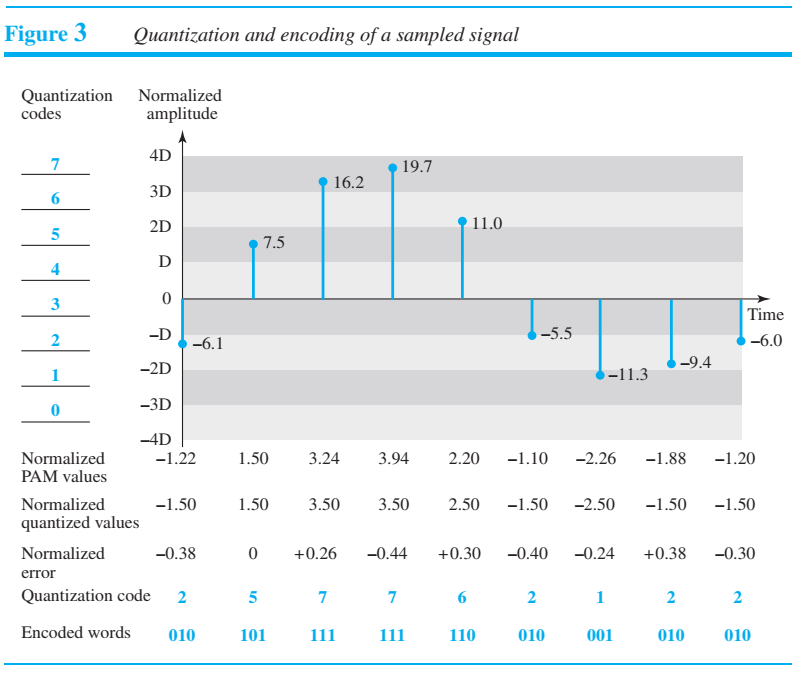 Figure 3 Quantization and encoding of a sampled signal
Quantization codes
Normalized amplitude
7
6
5
4
3
2
1
0
4D
3D
2D
D
0
–D
–2D
–3D
–4D
–6.1
7.5
16.2
19.7
11.0
–5.5
–11.3
–9.4
–6.0
Time
Normalized PAM values –1.22 1.50 3.24 3.94 2.20 –1.10 –2.26 –1.88 –1.20
Normalized quantized values –1.50 1.50 3.50 3.50 2.50 –1.50 –2.50 –1.50 –1.50
Normalized error –0.38 0 +0.26 –0.44 +0.30 –0.40 –0.24 +0.38 –0.30
Quantization code 2 5 7 7 6 2 1 2 2
Encoded words 010 101 111 111 110 010 001 010 010